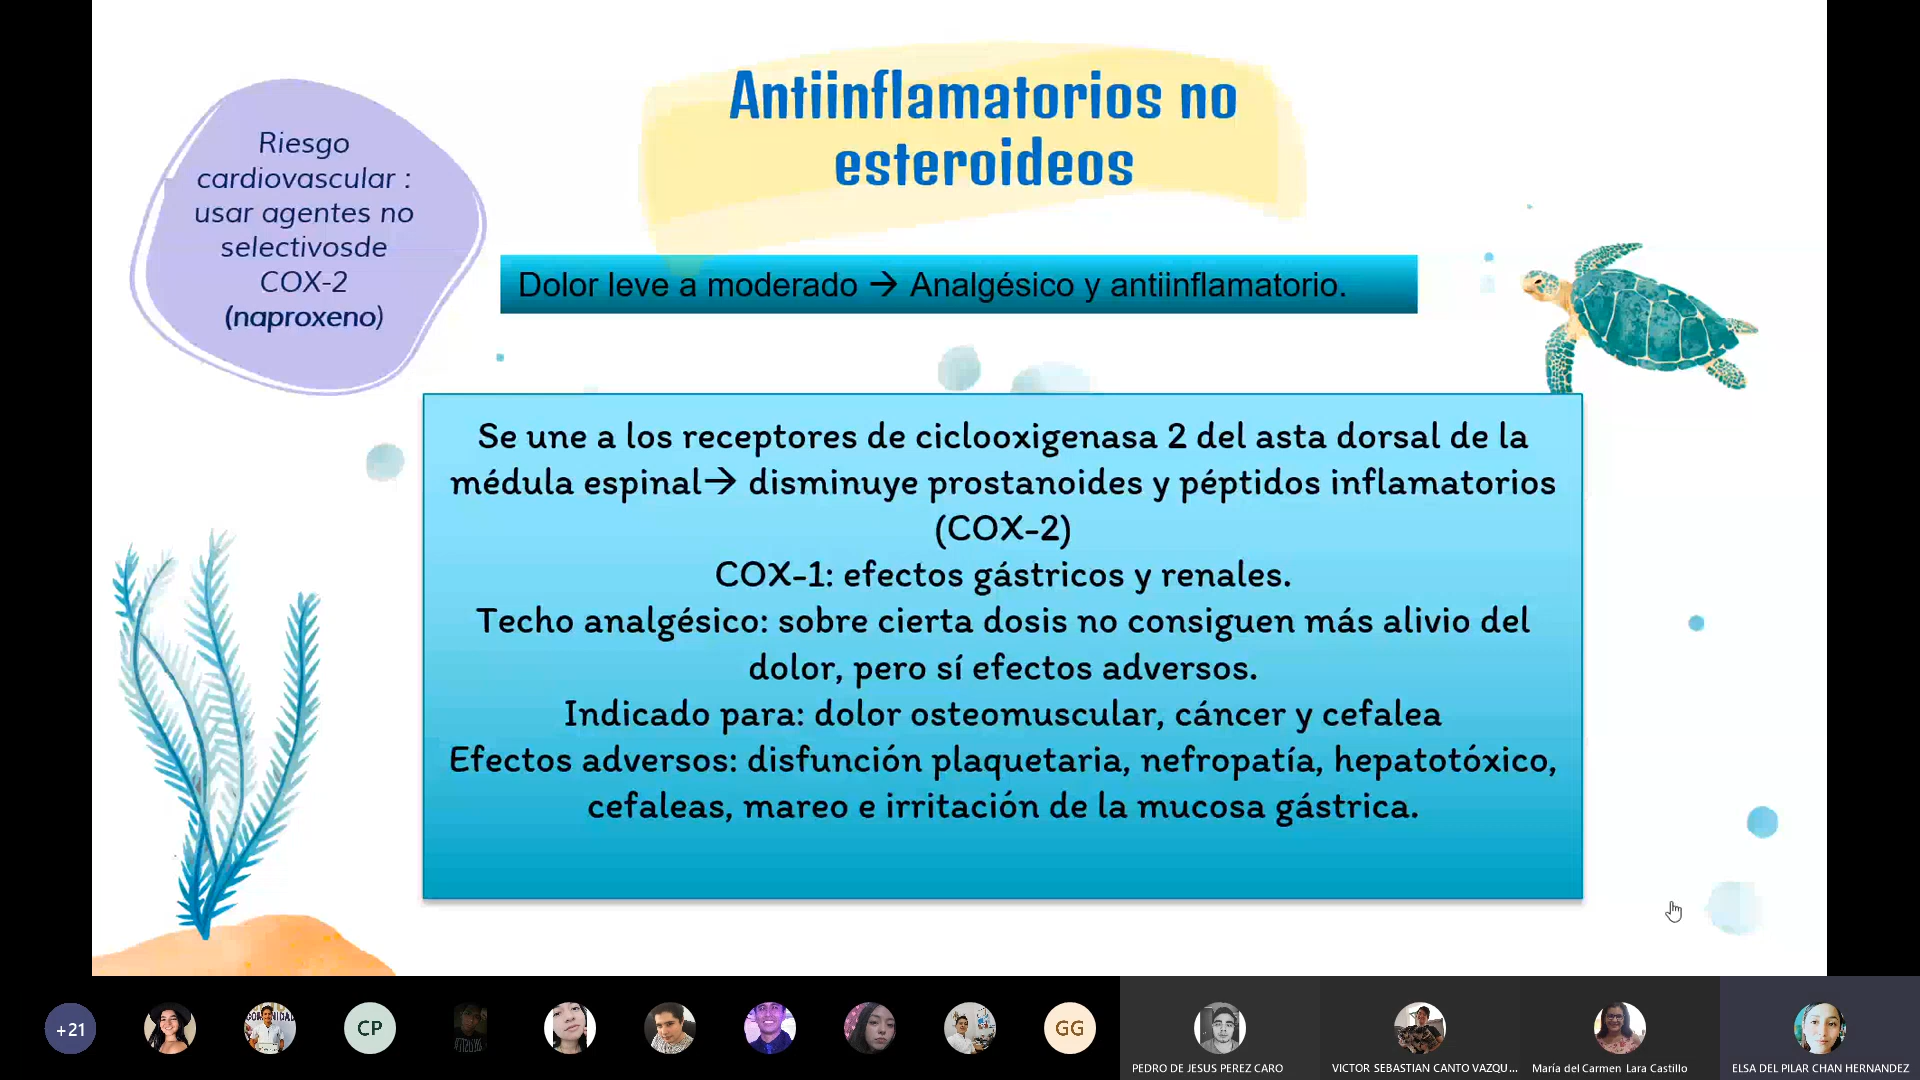 Antiinflamatorios no
esteroideos
Riesgo
cardiovascular :
usar agentes no
selectivosde
COX-2
(naproxeno)
Dolor leve a moderado → Analgésico y antiinflamatorio.
Se une a los receptores de ciclooxigenasa 2 del asta dorsal de la
médula espinal→ disminuye prostanoides y péptidos inflamatorios
(COX-2)
COX-1: efectos gástricos y renales.
Techo analgésico: sobre cierta dosis no consiguen más alivio del
dolor, pero sí efectos adversos.
Indicado para: dolor osteomuscular, cáncer y cefalea
Efectos adversos: disfunción plaquetaria, nefropatía, hepatotóxico,
cefaleas, mareo e irritación de la mucosa gástrica.
+21
CP
GG
PEDRO DE JESUS PEREZ CARO
VICTOR SEBASTIAN CANTO VAZQU...
María del Carmen Lara Castillo
ELSA DEL PILAR CHAN HERNANDEZ